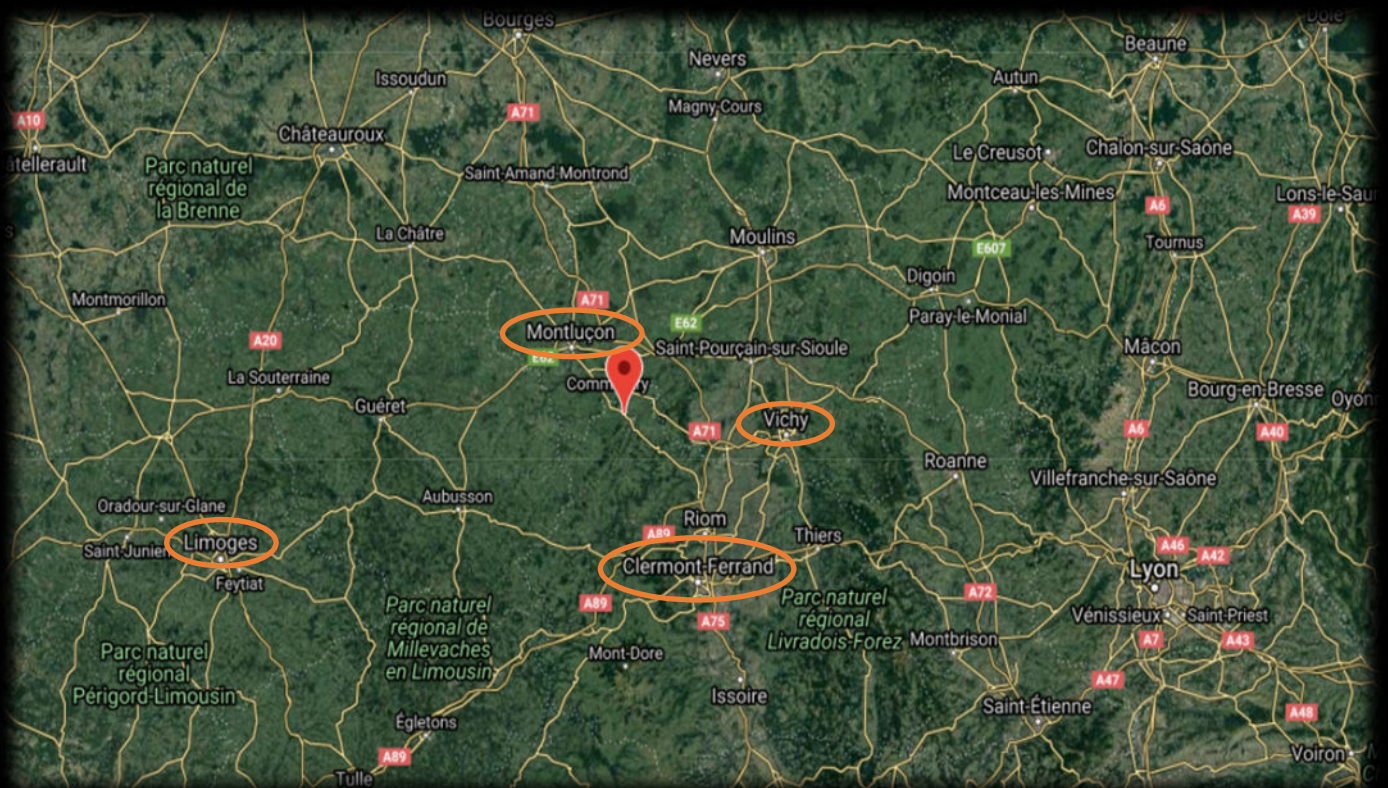 Bourges
Dole
Nevers
Beaune
Issoudun
Autun
Magny-Cours
A10
A71
Châteauroux
Le Creusot
Chalon-sur-Saône
Parc naturel
régional de
la Brenne
Saint-Amand-Montrond
Montceau-les-Mines
A6
A39
La Châtre
Moulins
E607
Tournus
Digoin
Montmorillon
A71
Paray-le-Monial
E62
Montluçon
A20
Saint-Pourçain-sur-Sioule
Mâcon
E62
La Souterraine
Bourg-en-Bresse
Guéret
Vichy
A71
A6
A40
Roanne
Villefranche-sur-Saône
Aubusson
Oradour-sur-Glane
Riom
A89
Thiers
Limoges
Saint-Junien
A46
A42
Clermont-Ferrand
Lyon
Feytiat
A89
A72
Parc naturel
régional de
Millevaches
en Limousin
Parc naturel
régional
Livradois-Forez
A75
Vénissieux
Saint-Priest
Montbrison
A7
A43
Parc naturel
régional
Périgord-Limousin
Mont-Dore
A47
Issoire
Saint-Étienne
A48
Égletons
A89
Voiron
Tulle